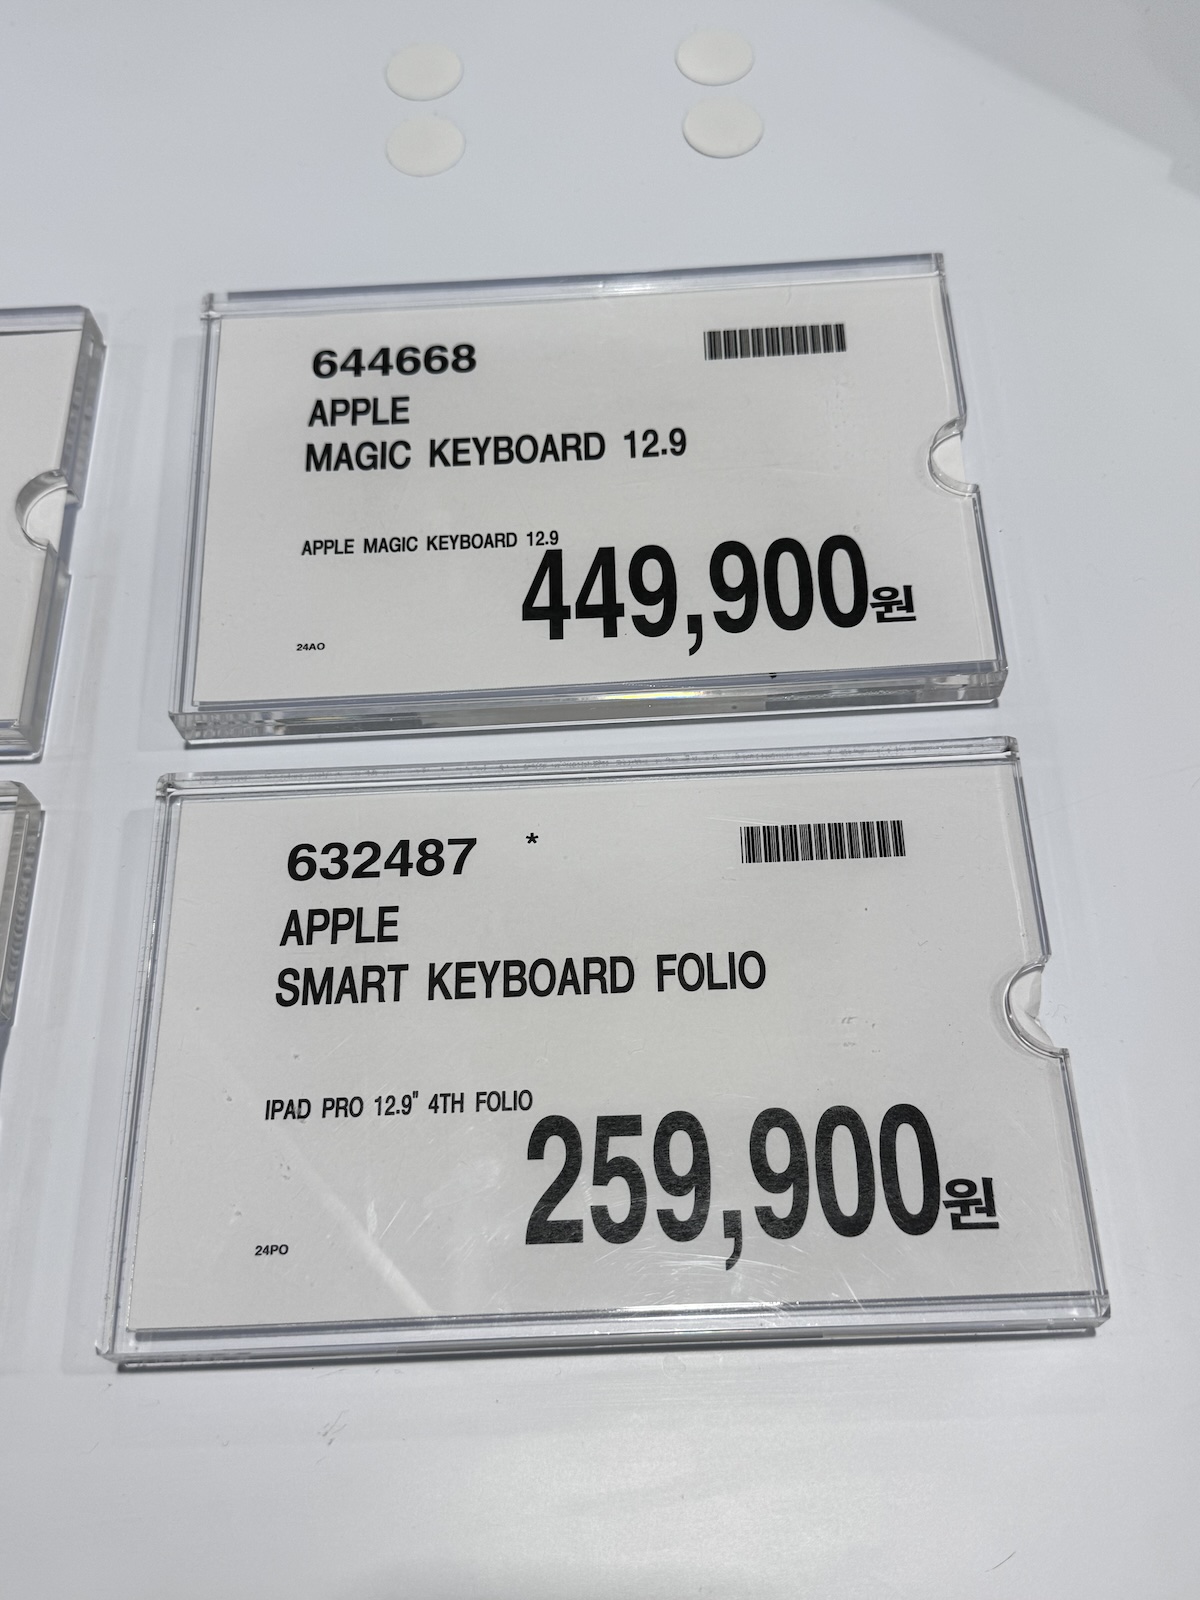 644668
APPLE
MAGIC KEYBOARD 12.9
APPLE MAGIC KEYBOARD 12.9
449,900원
24AO
632487 *
APPLE
SMART KEYBOARD FOLIO
IPAD PRO 12.9" 4TH FOLIO
259,900원
24PO